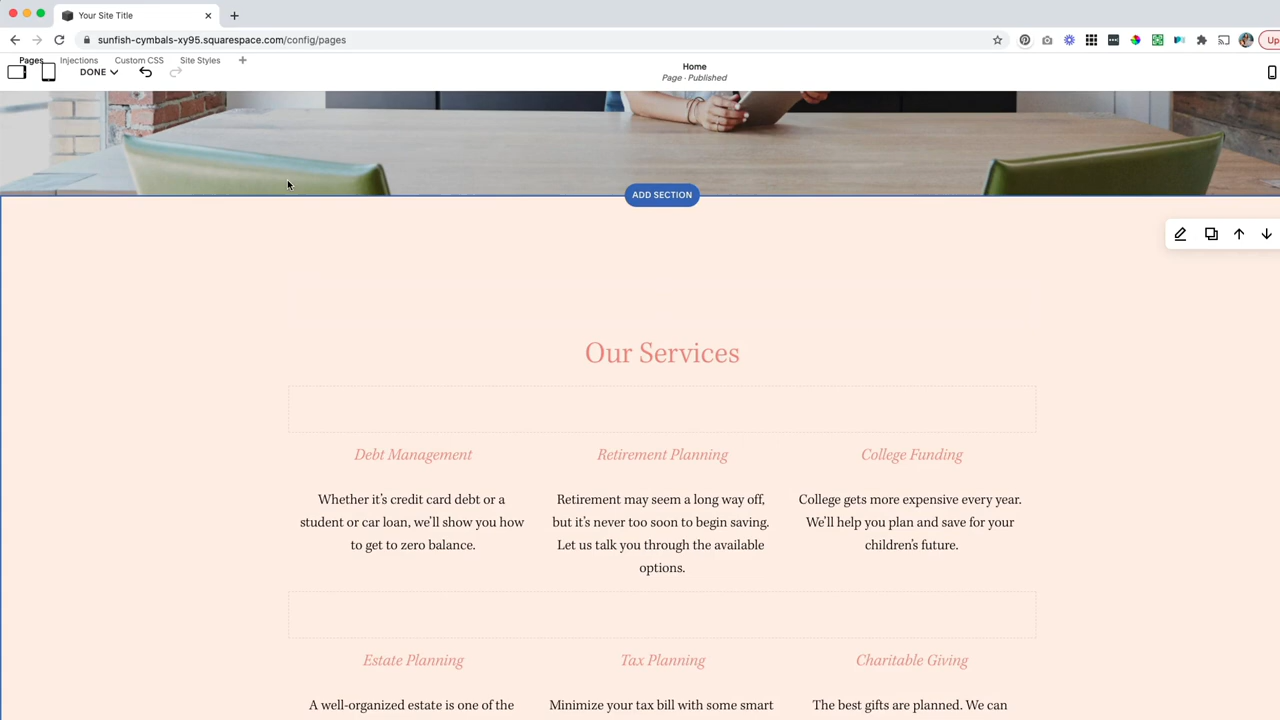 Your Site Title
sunfish-cymbals-xy95.squarespace.com/config/pages
Up
Pages Injections Custom CSS Site Styles
DONE
Home
Page · Published
ADD SECTION
Our Services
Debt Management
Whether it's credit card debt or a
student or car loan, we'll show you how
to get to zero balance.
Retirement Planning
Retirement may seem a long way off,
but it's never too soon to begin saving.
Let us talk you through the available
options.
College Funding
College gets more expensive every year.
We'll help you plan and save for your
children's future.
Estate Planning
A well-organized estate is one of the
Tax Planning
Minimize your tax bill with some smart
Charitable Giving
The best gifts are planned. We can